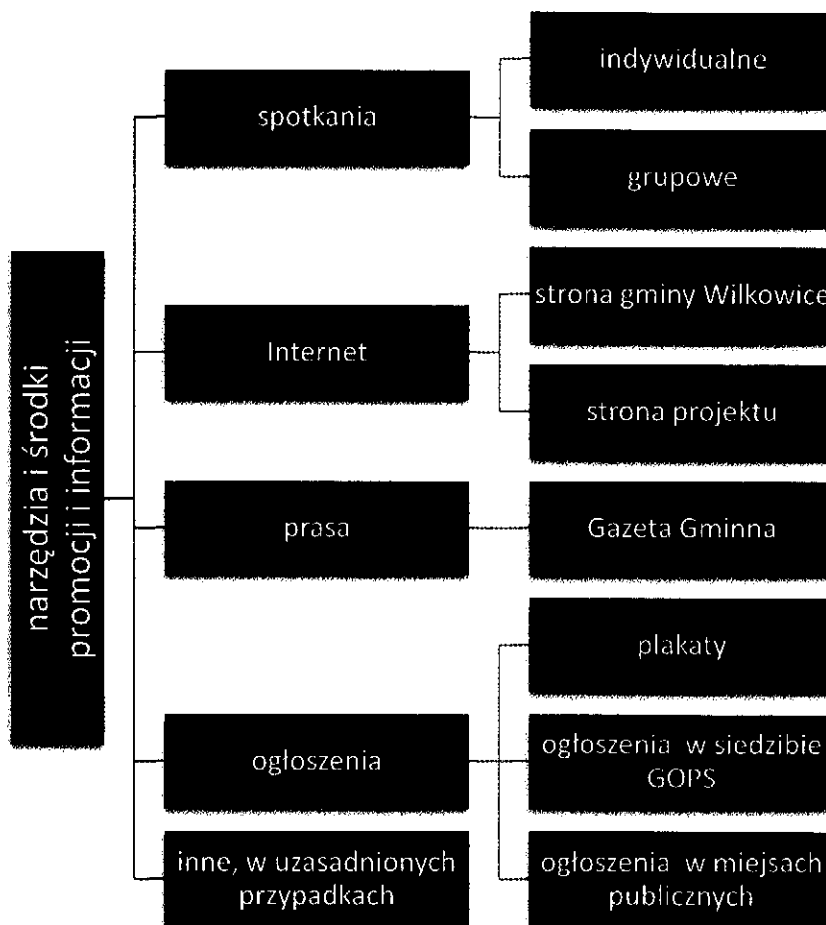 narzędzia i środki
promocji i informacji
spotkania
indywidualne
grupowe
Internet
strona gminy Wilkowice
strona projektu
prasa
Gazeta Gminna
ogłoszenia
plakaty
ogłoszenia w siedzibie
GOPS
ogłoszenia w miejsach
publicznych
inne, w uzasadnionych
przypadkach